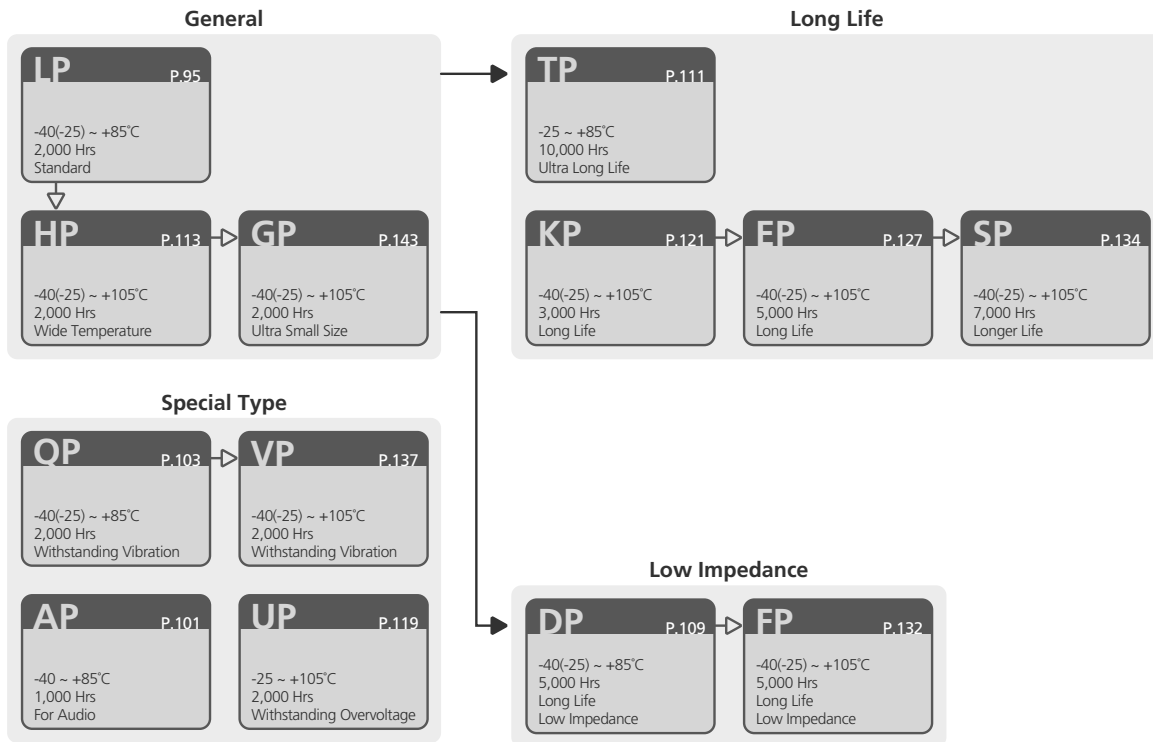 General
LP P.95
-40(-25) ~ +85°C
2,000 Hrs
Standard
HP P.113
-40(-25) ~ +105°C
2,000 Hrs
Wide Temperature
GP P.143
-40(-25) ~ +105°C
2,000 Hrs
Ultra Small Size
Long Life
TP P.111
-25 ~ +85°C
10,000 Hrs
Ultra Long Life
KP P.121
-40(-25) ~ +105°C
3,000 Hrs
Long Life
EP P.127
-40(-25) ~ +105°C
5,000 Hrs
Long Life
SP P.134
-40(-25) ~ +105°C
7,000 Hrs
Longer Life
Special Type
QP P.103
-40(-25) ~ +85°C
2,000 Hrs
Withstanding Vibration
VP P.137
-40(-25) ~ +105°C
2,000 Hrs
Withstanding Vibration
AP P.101
-40 ~ +85°C
1,000 Hrs
For Audio
UP P.119
-25 ~ +105°C
2,000 Hrs
Withstanding Overvoltage
Low Impedance
DP P.109
-40(-25) ~ +85°C
5,000 Hrs
Long Life
Low Impedance
FP P.132
-40(-25) ~ +105°C
5,000 Hrs
Long Life
Low Impedance